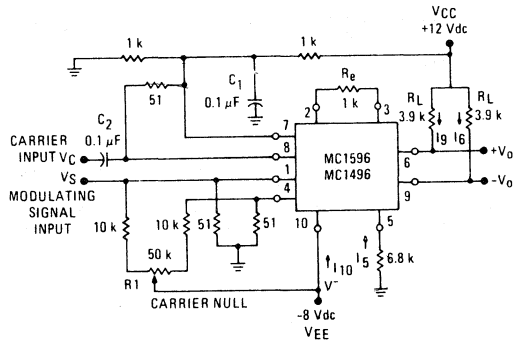 VCC
+12 Vdc
1 k
1 k
51
C1
0.1 µF
Re
1 k
2
3
RL
3.9 k
I9
I6
RL
3.9 k
C2
0.1 µF
CARRIER
INPUT VC
7
8
1
4
MC1596
MC1496
6
9
+Vo
-Vo
VS
MODULATING
SIGNAL
INPUT
10 k
10 k
51
51
10
5
50 k
R1
CARRIER NULL
I10
V-
I5
6.8 k
-8 Vdc
VEE